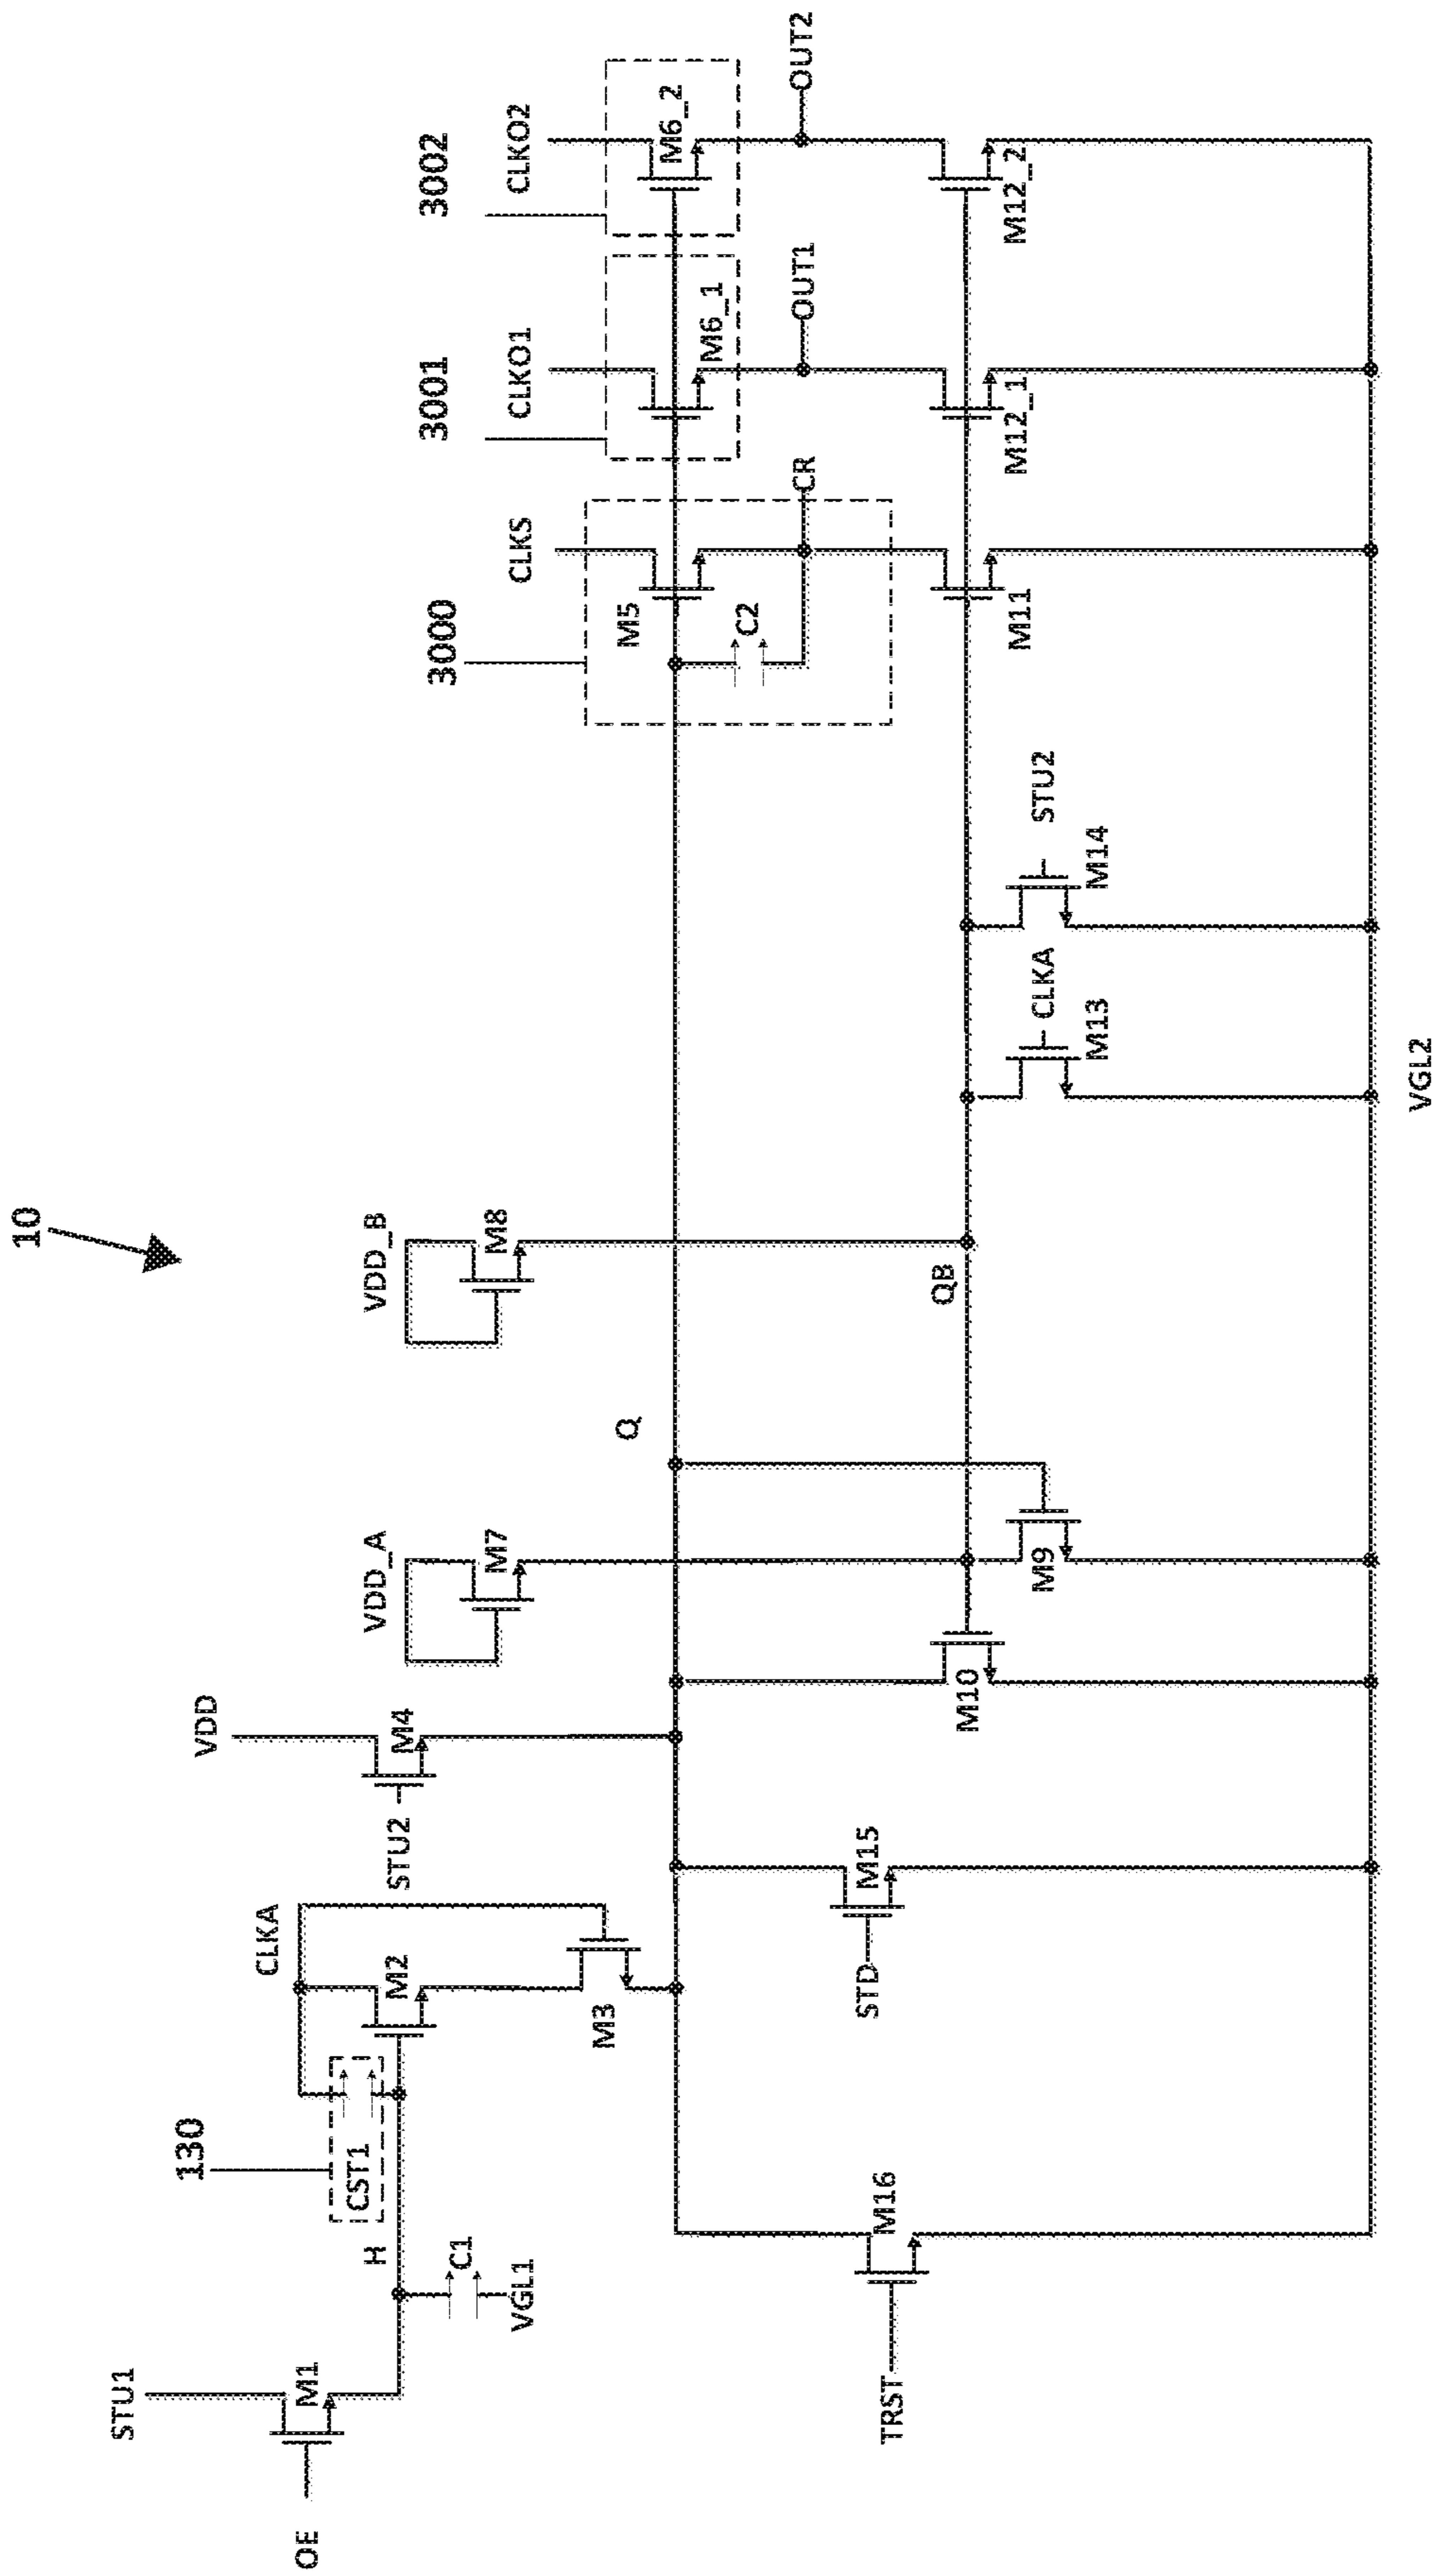 10
OE
STU1
M1
H
C1
VGL1
130
CST1
CLKA
M2
M3
STU2
VDD
M4
VDD_A
M7
VDD_B
M8
Q
QB
TRST
M16
STD
M15
M10
M9
CLKA
M13
STU2
M14
3000
CLKS
M5
C2
CR
M11
3001
CLKO1
M6_1
OUT1
M12_1
3002
CLKO2
M6_2
OUT2
M12_2
VGL2